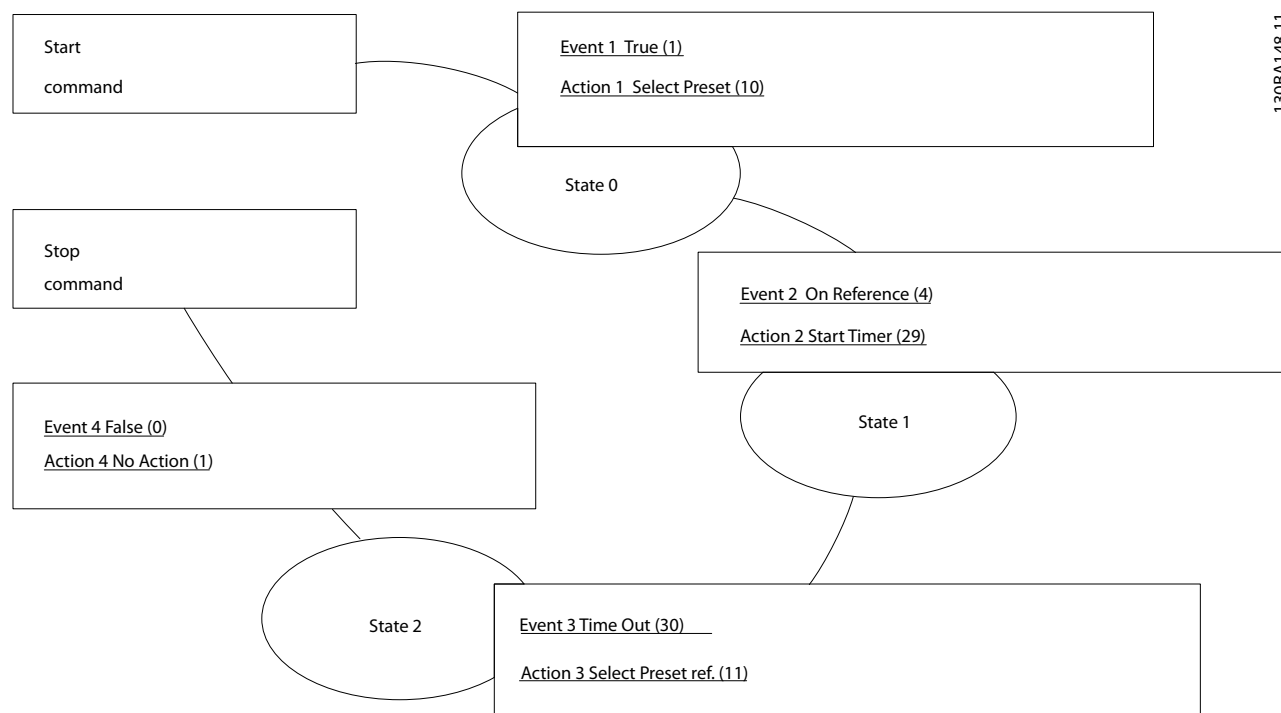 Start
command
Event 1 True (1)
Action 1 Select Preset (10)
130BA148.11
State 0
Stop
command
Event 2 On Reference (4)
Action 2 Start Timer (29)
Event 4 False (0)
Action 4 No Action (1)
State 1
State 2
Event 3 Time Out (30)
Action 3 Select Preset ref. (11)